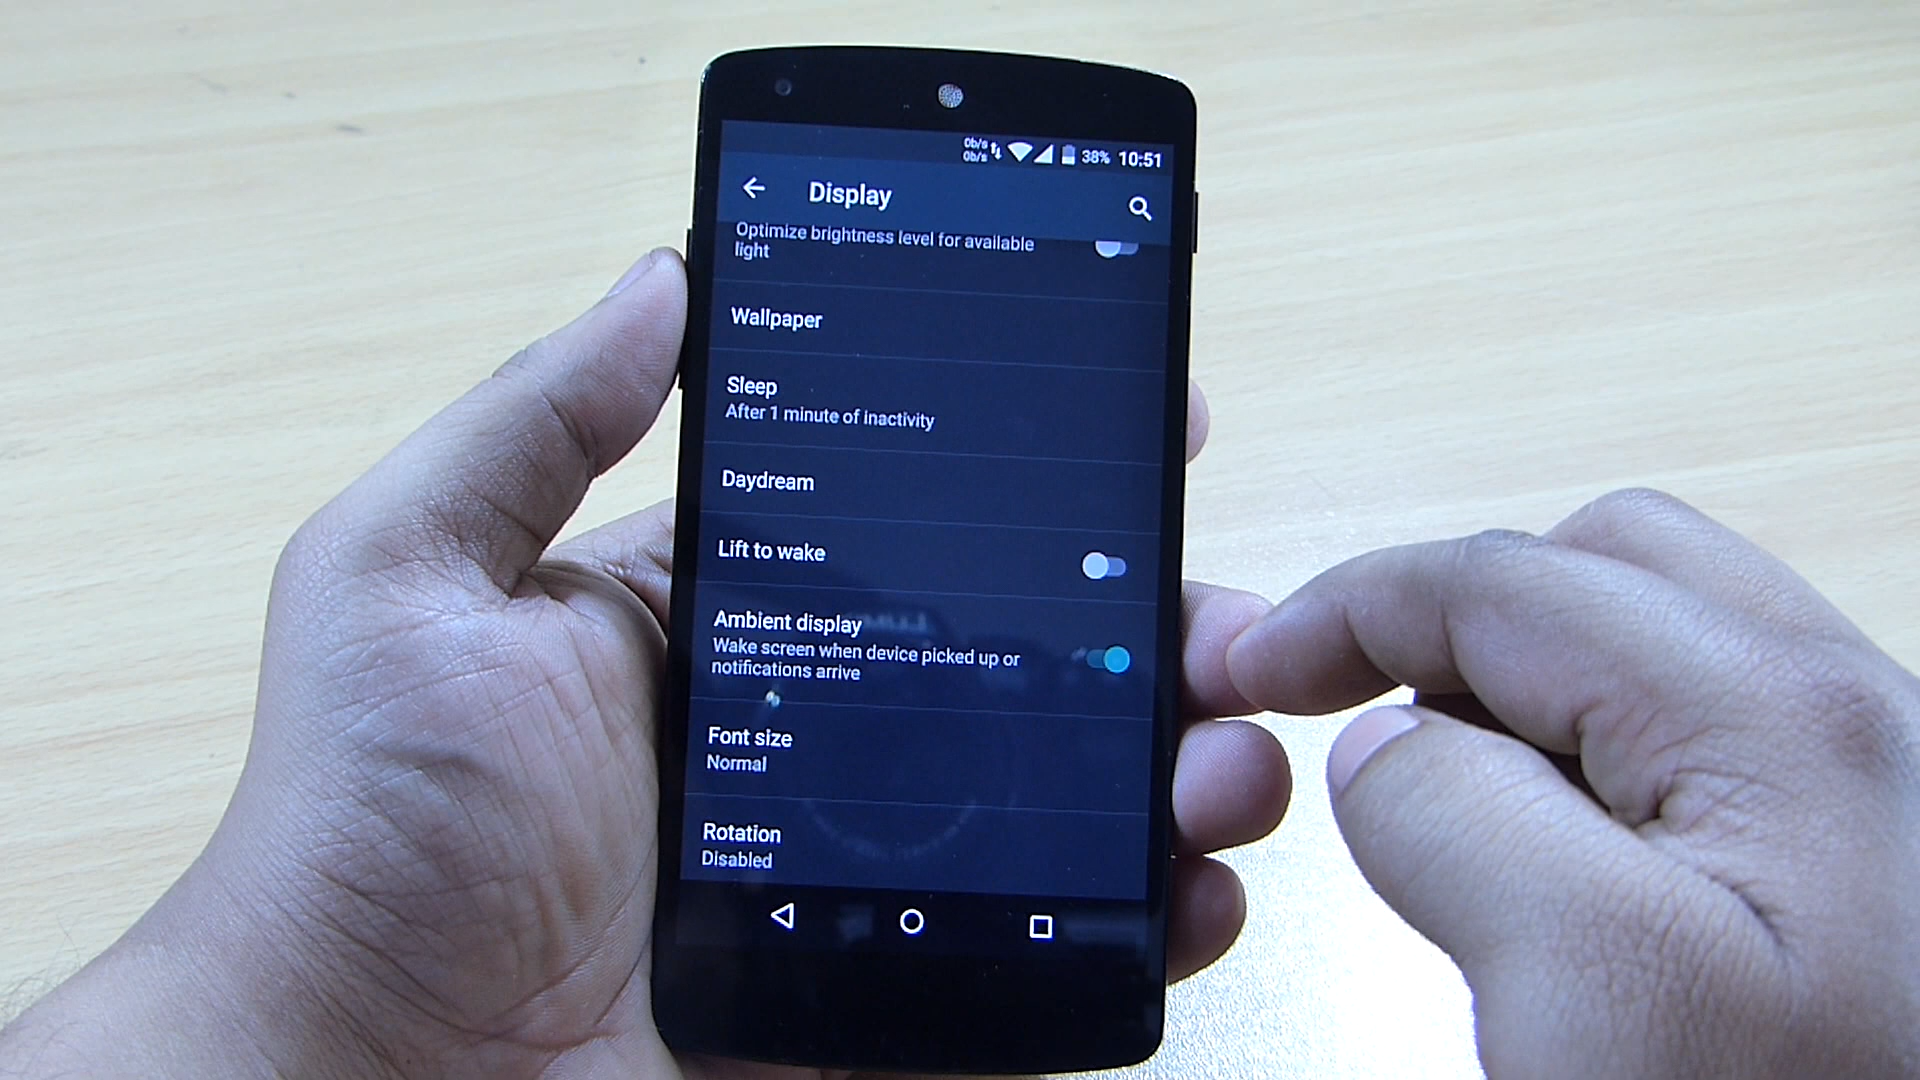 0b/s
0b/s
38% 10:51
Display
Optimize brightness level for available
light
Wallpaper
Sleep
After 1 minute of inactivity
Daydream
Lift to wake
Ambient display
Wake screen when device picked up or
notifications arrive
Font size
Normal
Rotation
Disabled